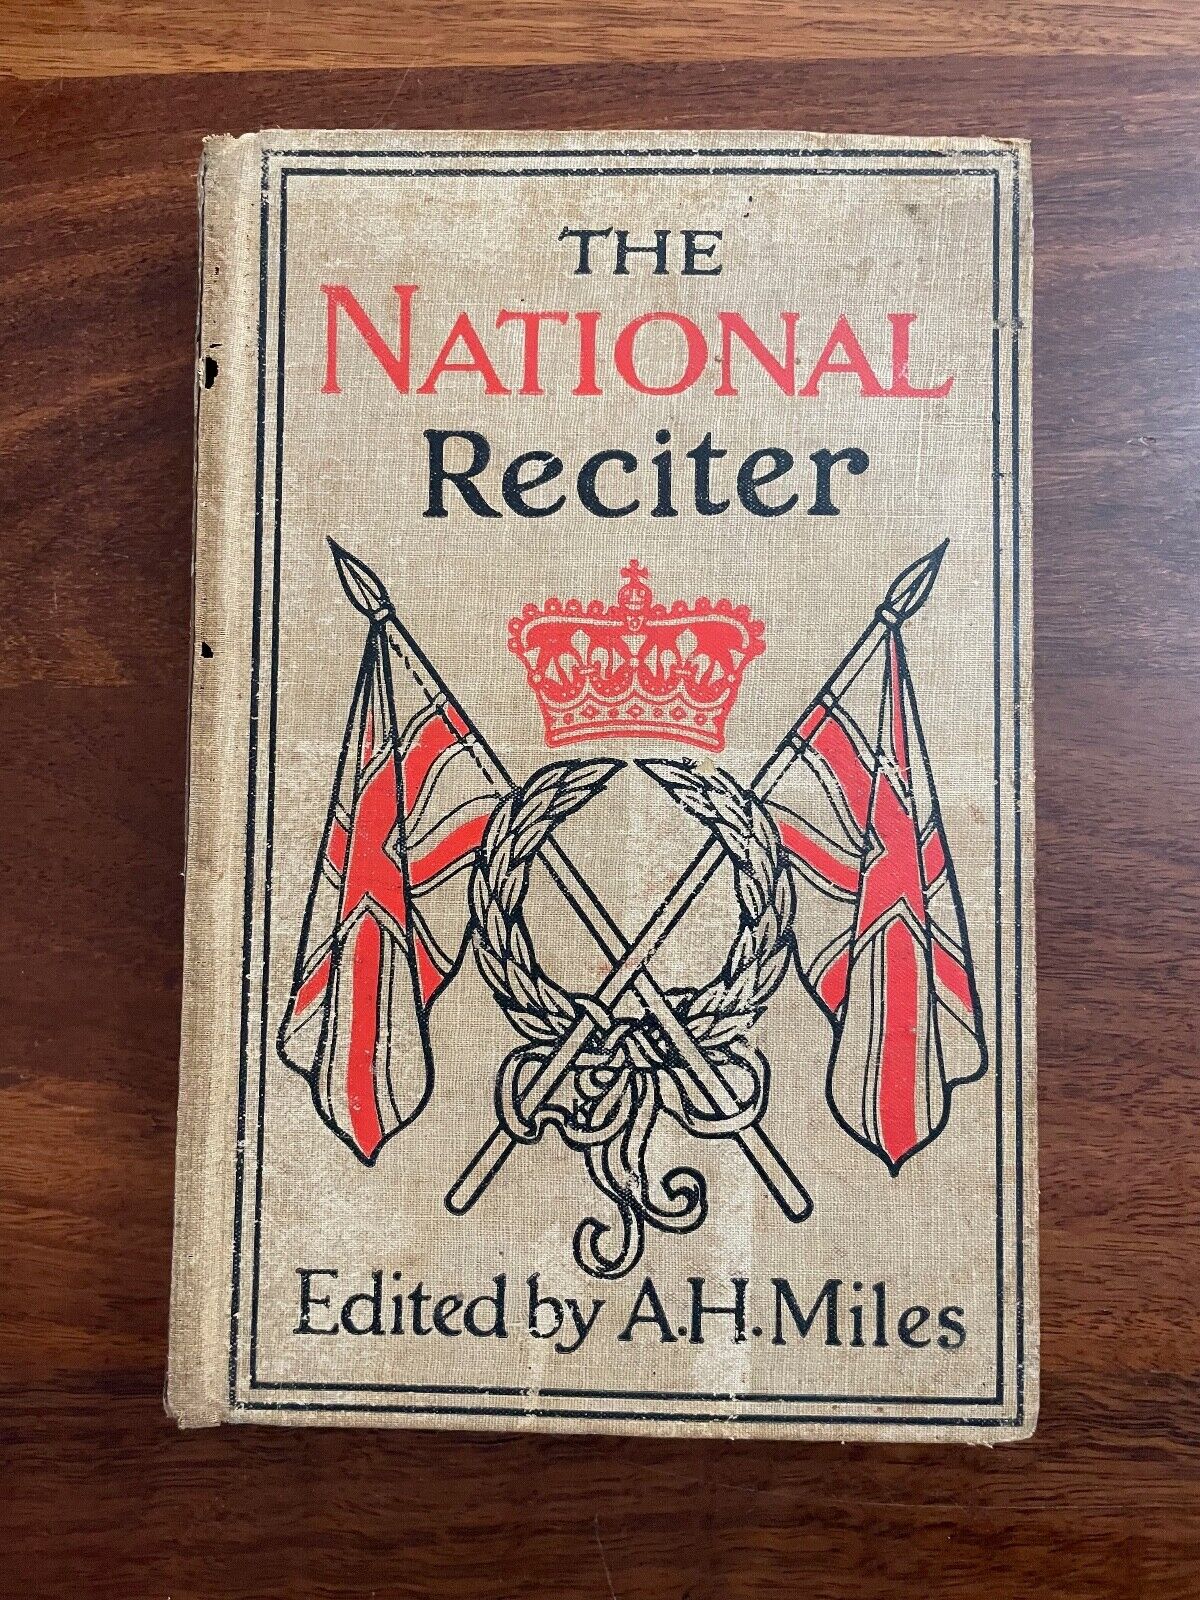 THE
NATIONAL
Reciter
Edited by A.H. Miles